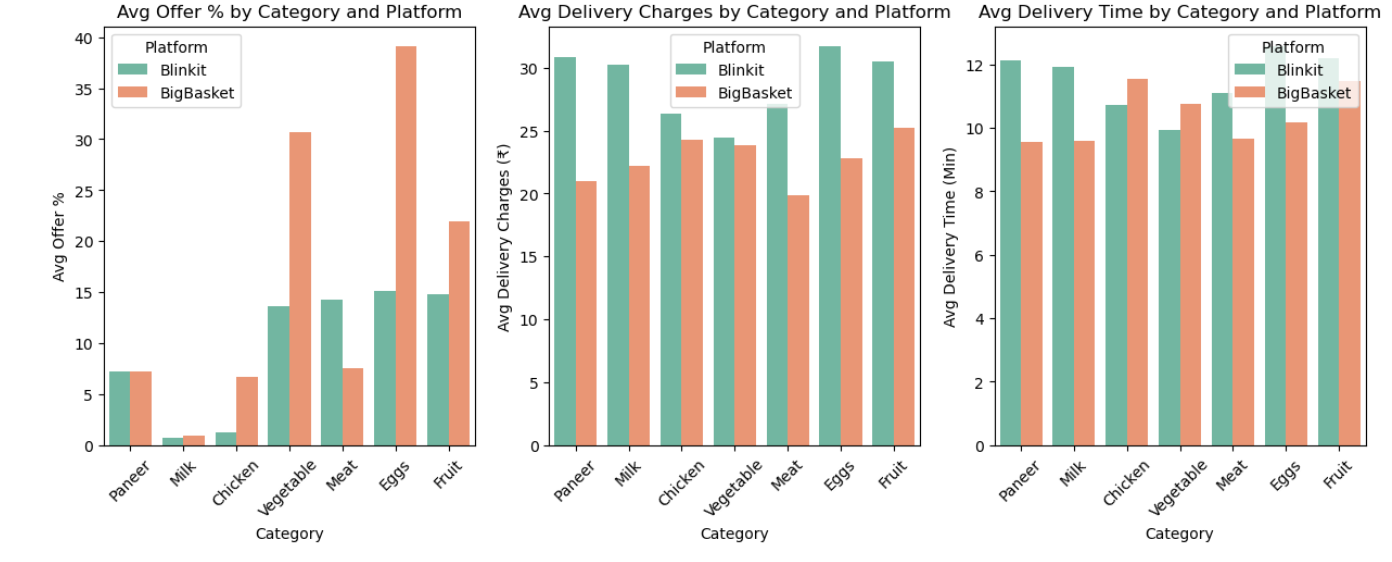 Avg Offer % by Category and Platform
40
35
30
25
20
15
10
5
0
Avg Offer %
Platform
Blinkit
BigBasket
Paneer
Milk
Chicken
Vegetable
Meat
Eggs
Fruit
Category
Avg Delivery Charges by Category and Platform
30
25
20
15
10
5
0
Avg Delivery Charges (₹)
Platform
Blinkit
BigBasket
Paneer
Milk
Chicken
Vegetable
Meat
Eggs
Fruit
Category
Avg Delivery Time by Category and Platform
12
10
8
6
4
2
0
Avg Delivery Time (Min)
Platform
Blinkit
BigBasket
Paneer
Milk
Chicken
Vegetable
Meat
Eggs
Fruit
Category